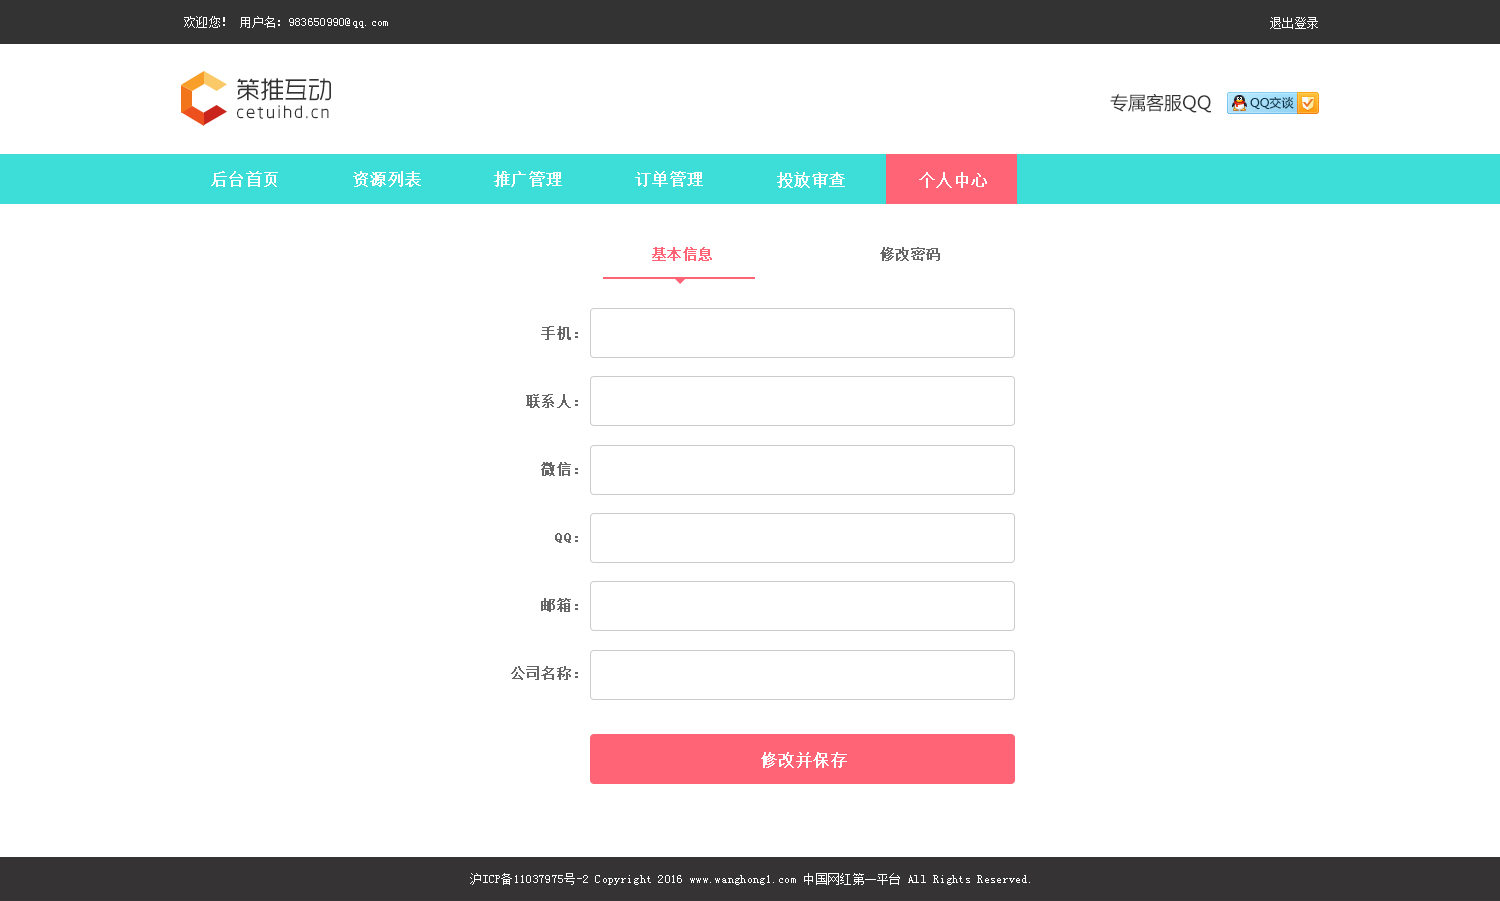 欢迎您! 用户名: 983650990@qq.com
退出登录
策推互动
cetuihd.cn
专属客服QQ
QQ交谈
后台首页 资源列表 推广管理 订单管理 投放审查 个人中心
基本信息 修改密码
手机:
联系人:
微信:
QQ:
邮箱:
公司名称:
修改并保存
沪ICP备11037975号-2 Copyright 2016 www.wanghong1.com 中国网红第一平台 All Rights Reserved.